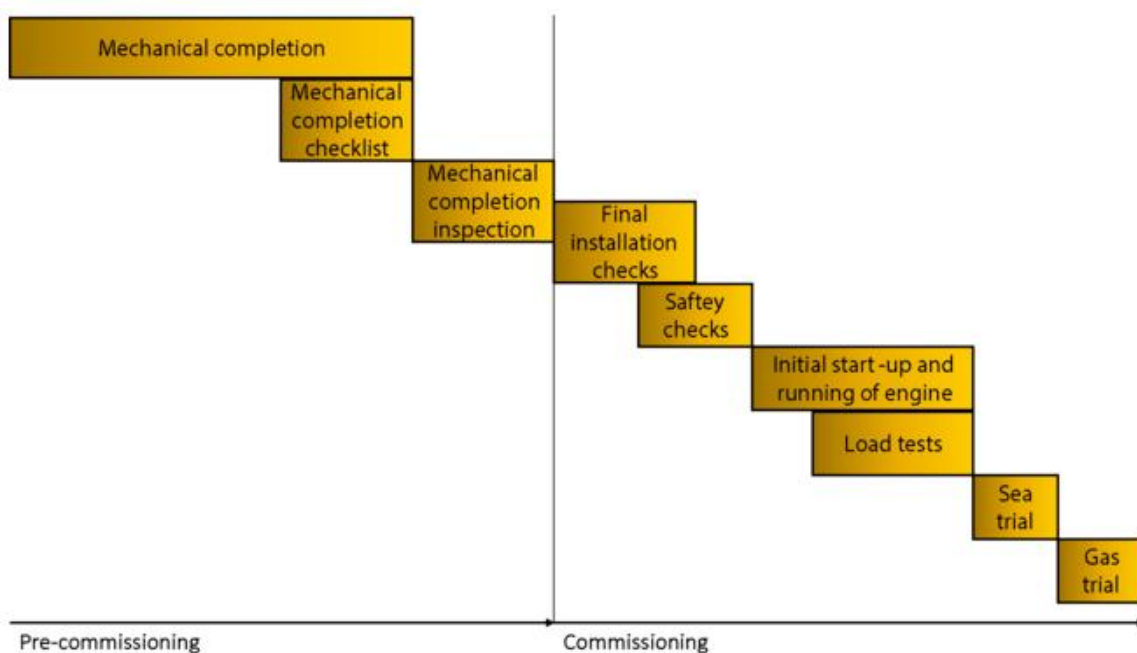 Mechanical completion
Mechanical
completion
checklist
Mechanical
completion
inspection
Final
installation
checks
Saftey
checks
Initial start-up and
running of engine
Load tests
Sea
trial
Gas
trial
Pre-commissioning
Commissioning